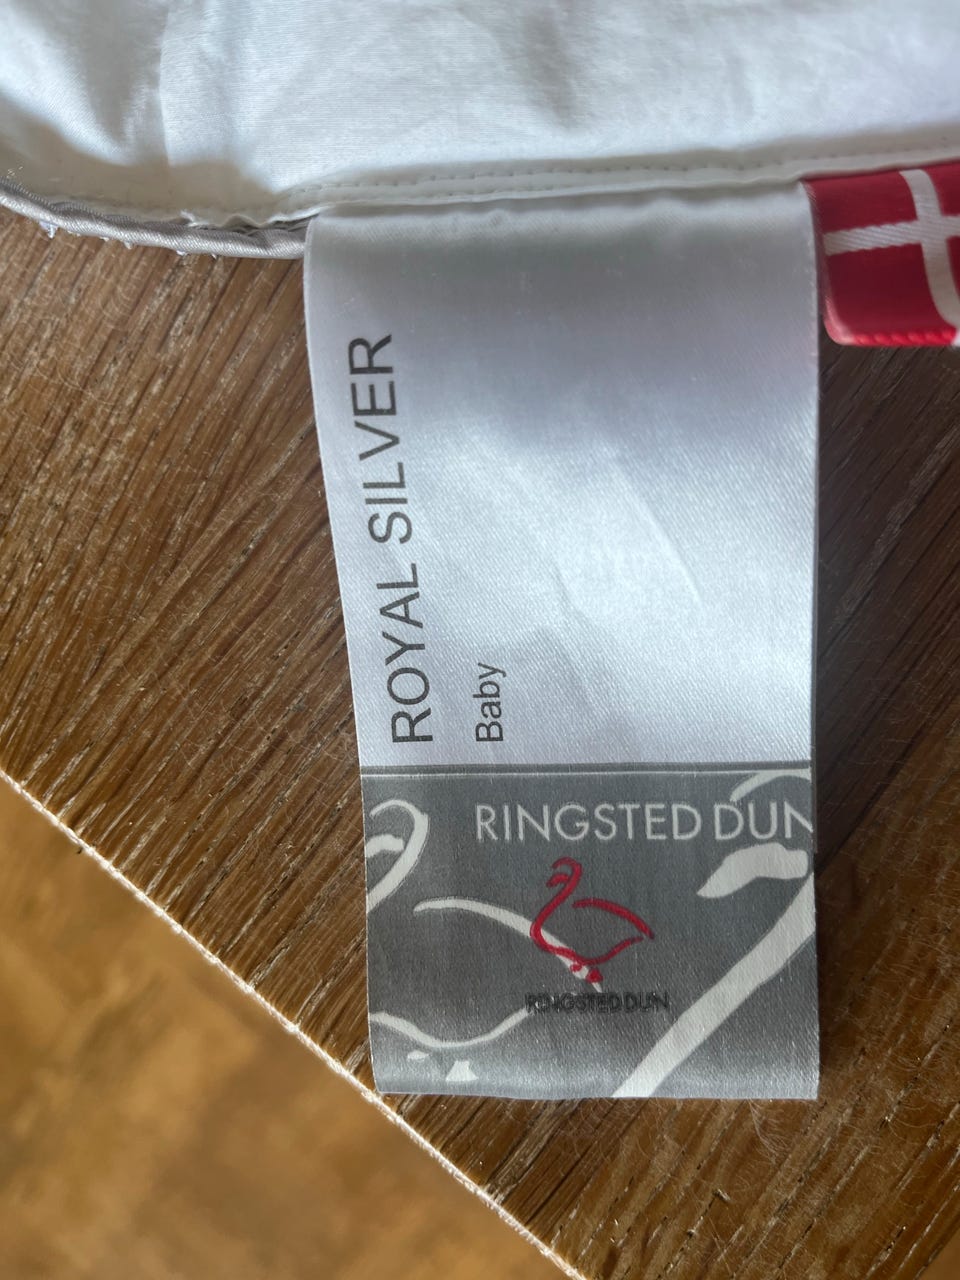 ROYAL SILVER
Baby
RINGSTED DUN
RINGSTED DUN